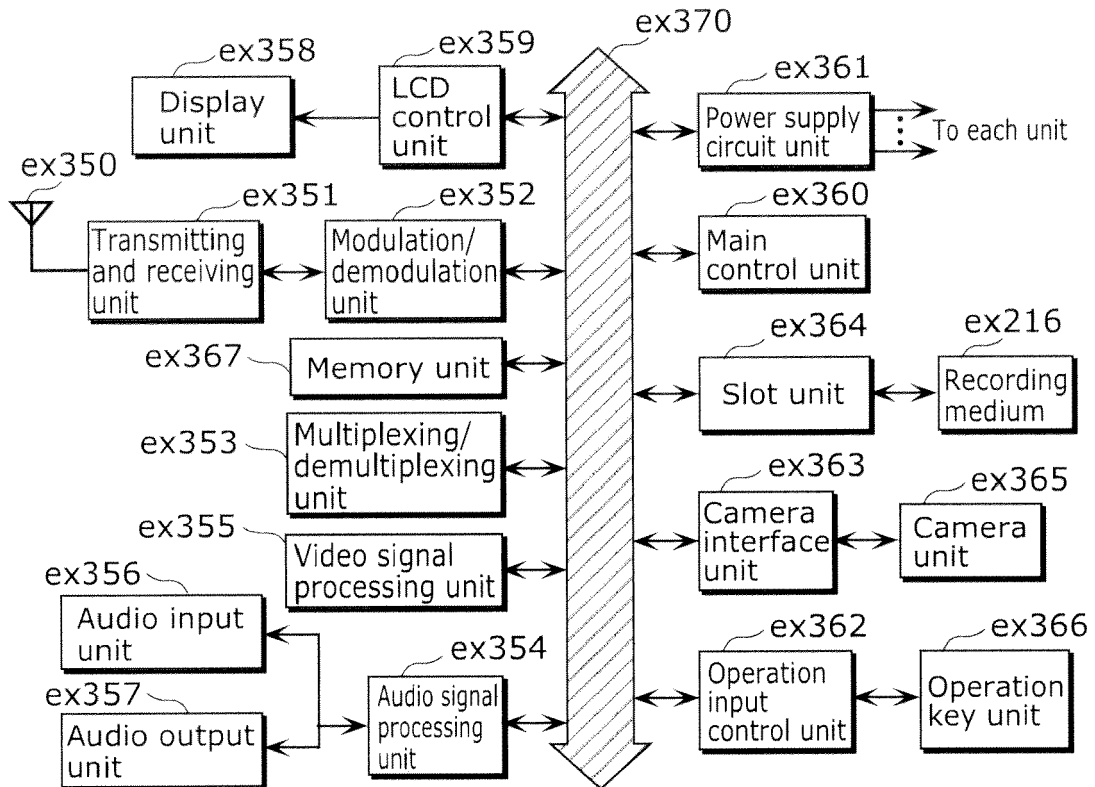 ex370
ex359
ex358
ex361
Display
unit
LCD
control
unit
Power supply
circuit unit
To each unit
ex350
ex351
ex352
ex360
Transmitting
and receiving
unit
Modulation/
demodulation
unit
Main
control unit
ex367
Memory unit
ex364
ex216
Slot unit
Recording
medium
ex353
Multiplexing/
demultiplexing
unit
ex363
ex365
Camera
interface
unit
Camera
unit
ex355
Video signal
processing unit
ex356
Audio input
unit
ex354
ex362
ex366
ex357
Audio output
unit
Audio signal
processing
unit
Operation
input
control unit
Operation
key unit